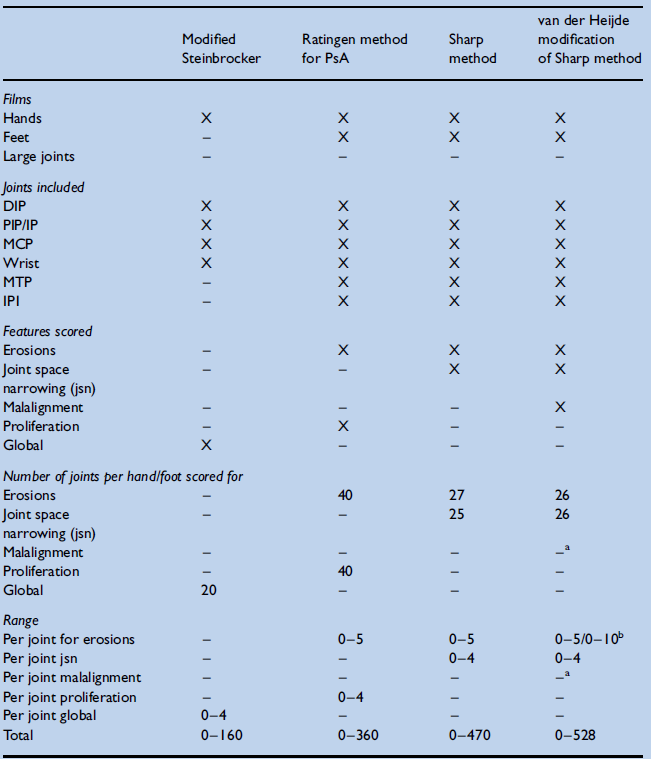 Modified Steinbrocker Ratingen method for PsA Sharp method van der Heijde modification of Sharp method
Films
Hands X X X X
Feet – X X X
Large joints – – – –
Joints included
DIP X X X X
PIP/IP X X X X
MCP X X X X
Wrist X X X X
MTP – X X X
IPI – X X X
Features scored
Erosions – X X X
Joint space – – X X
narrowing (jsn)
Malalignment – – – X
Proliferation – X – –
Global X – – –
Number of joints per hand/foot scored for
Erosions – 40 27 26
Joint space – – 25 26
narrowing (jsn)
Malalignment – – – –a
Proliferation – 40 – –
Global 20 – – –
Range
Per joint for erosions – 0–5 0–5 0–5/0–10b
Per joint jsn – – 0–4 0–4
Per joint malalignment – – – –a
Per joint proliferation – 0–4 – –
Per joint global 0–4 – – –
Total 0–160 0–360 0–470 0–528